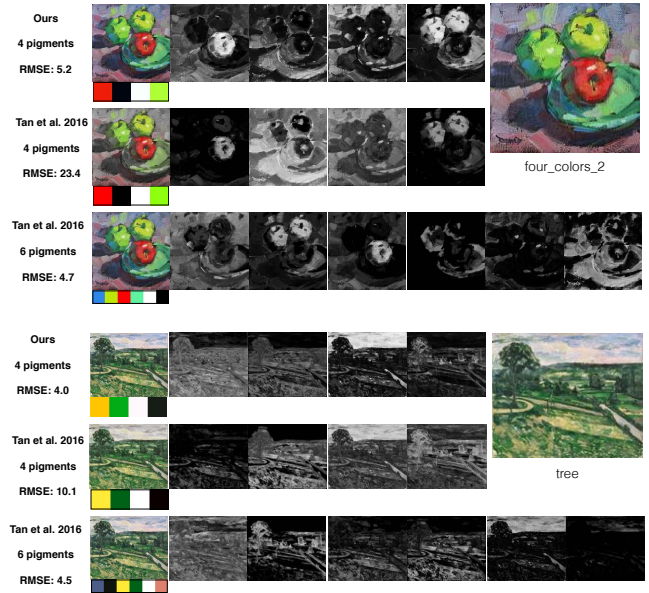 Ours
4 pigments
RMSE: 5.2
Tan et al. 2016
4 pigments
RMSE: 23.4
four_colors_2
Tan et al. 2016
6 pigments
RMSE: 4.7
Ours
4 pigments
RMSE: 4.0
Tan et al. 2016
4 pigments
RMSE: 10.1
tree
Tan et al. 2016
6 pigments
RMSE: 4.5